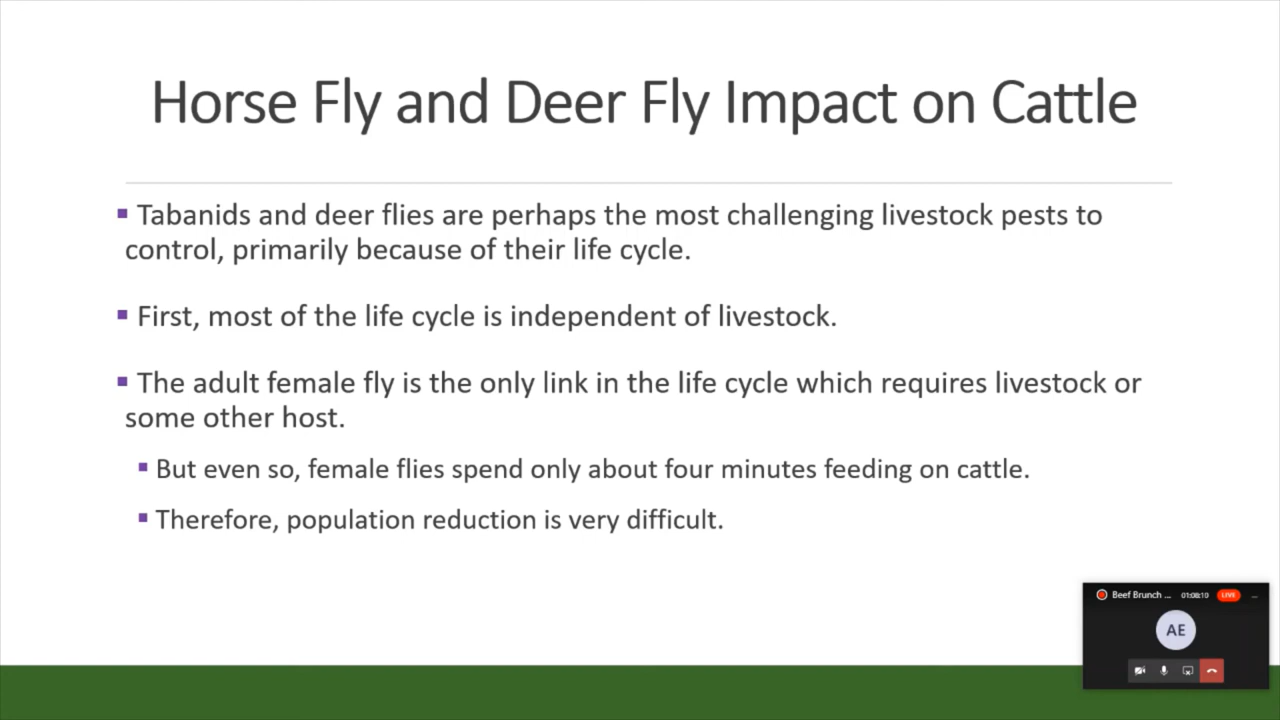 Horse Fly and Deer Fly Impact on Cattle
Tabanids and deer flies are perhaps the most challenging livestock pests to
control, primarily because of their life cycle.
First, most of the life cycle is independent of livestock.
The adult female fly is the only link in the life cycle which requires livestock or
some other host.
But even so, female flies spend only about four minutes feeding on cattle.
Therefore, population reduction is very difficult.
Beef Brunch ... 01:08:10 LIVE ...
AE